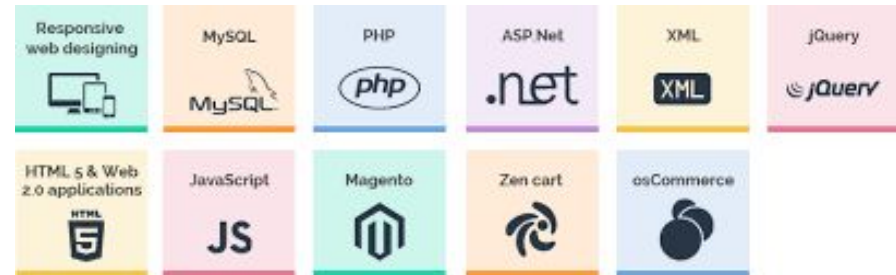 Responsive
web designing
MySQL
MySQL
PHP
php
ASP.Net
.net
XML
XML
jQuery
jQuery
HTML 5 & Web
2.0 applications
HTML
5
JavaScript
JS
Magento
Zen cart
osCommerce